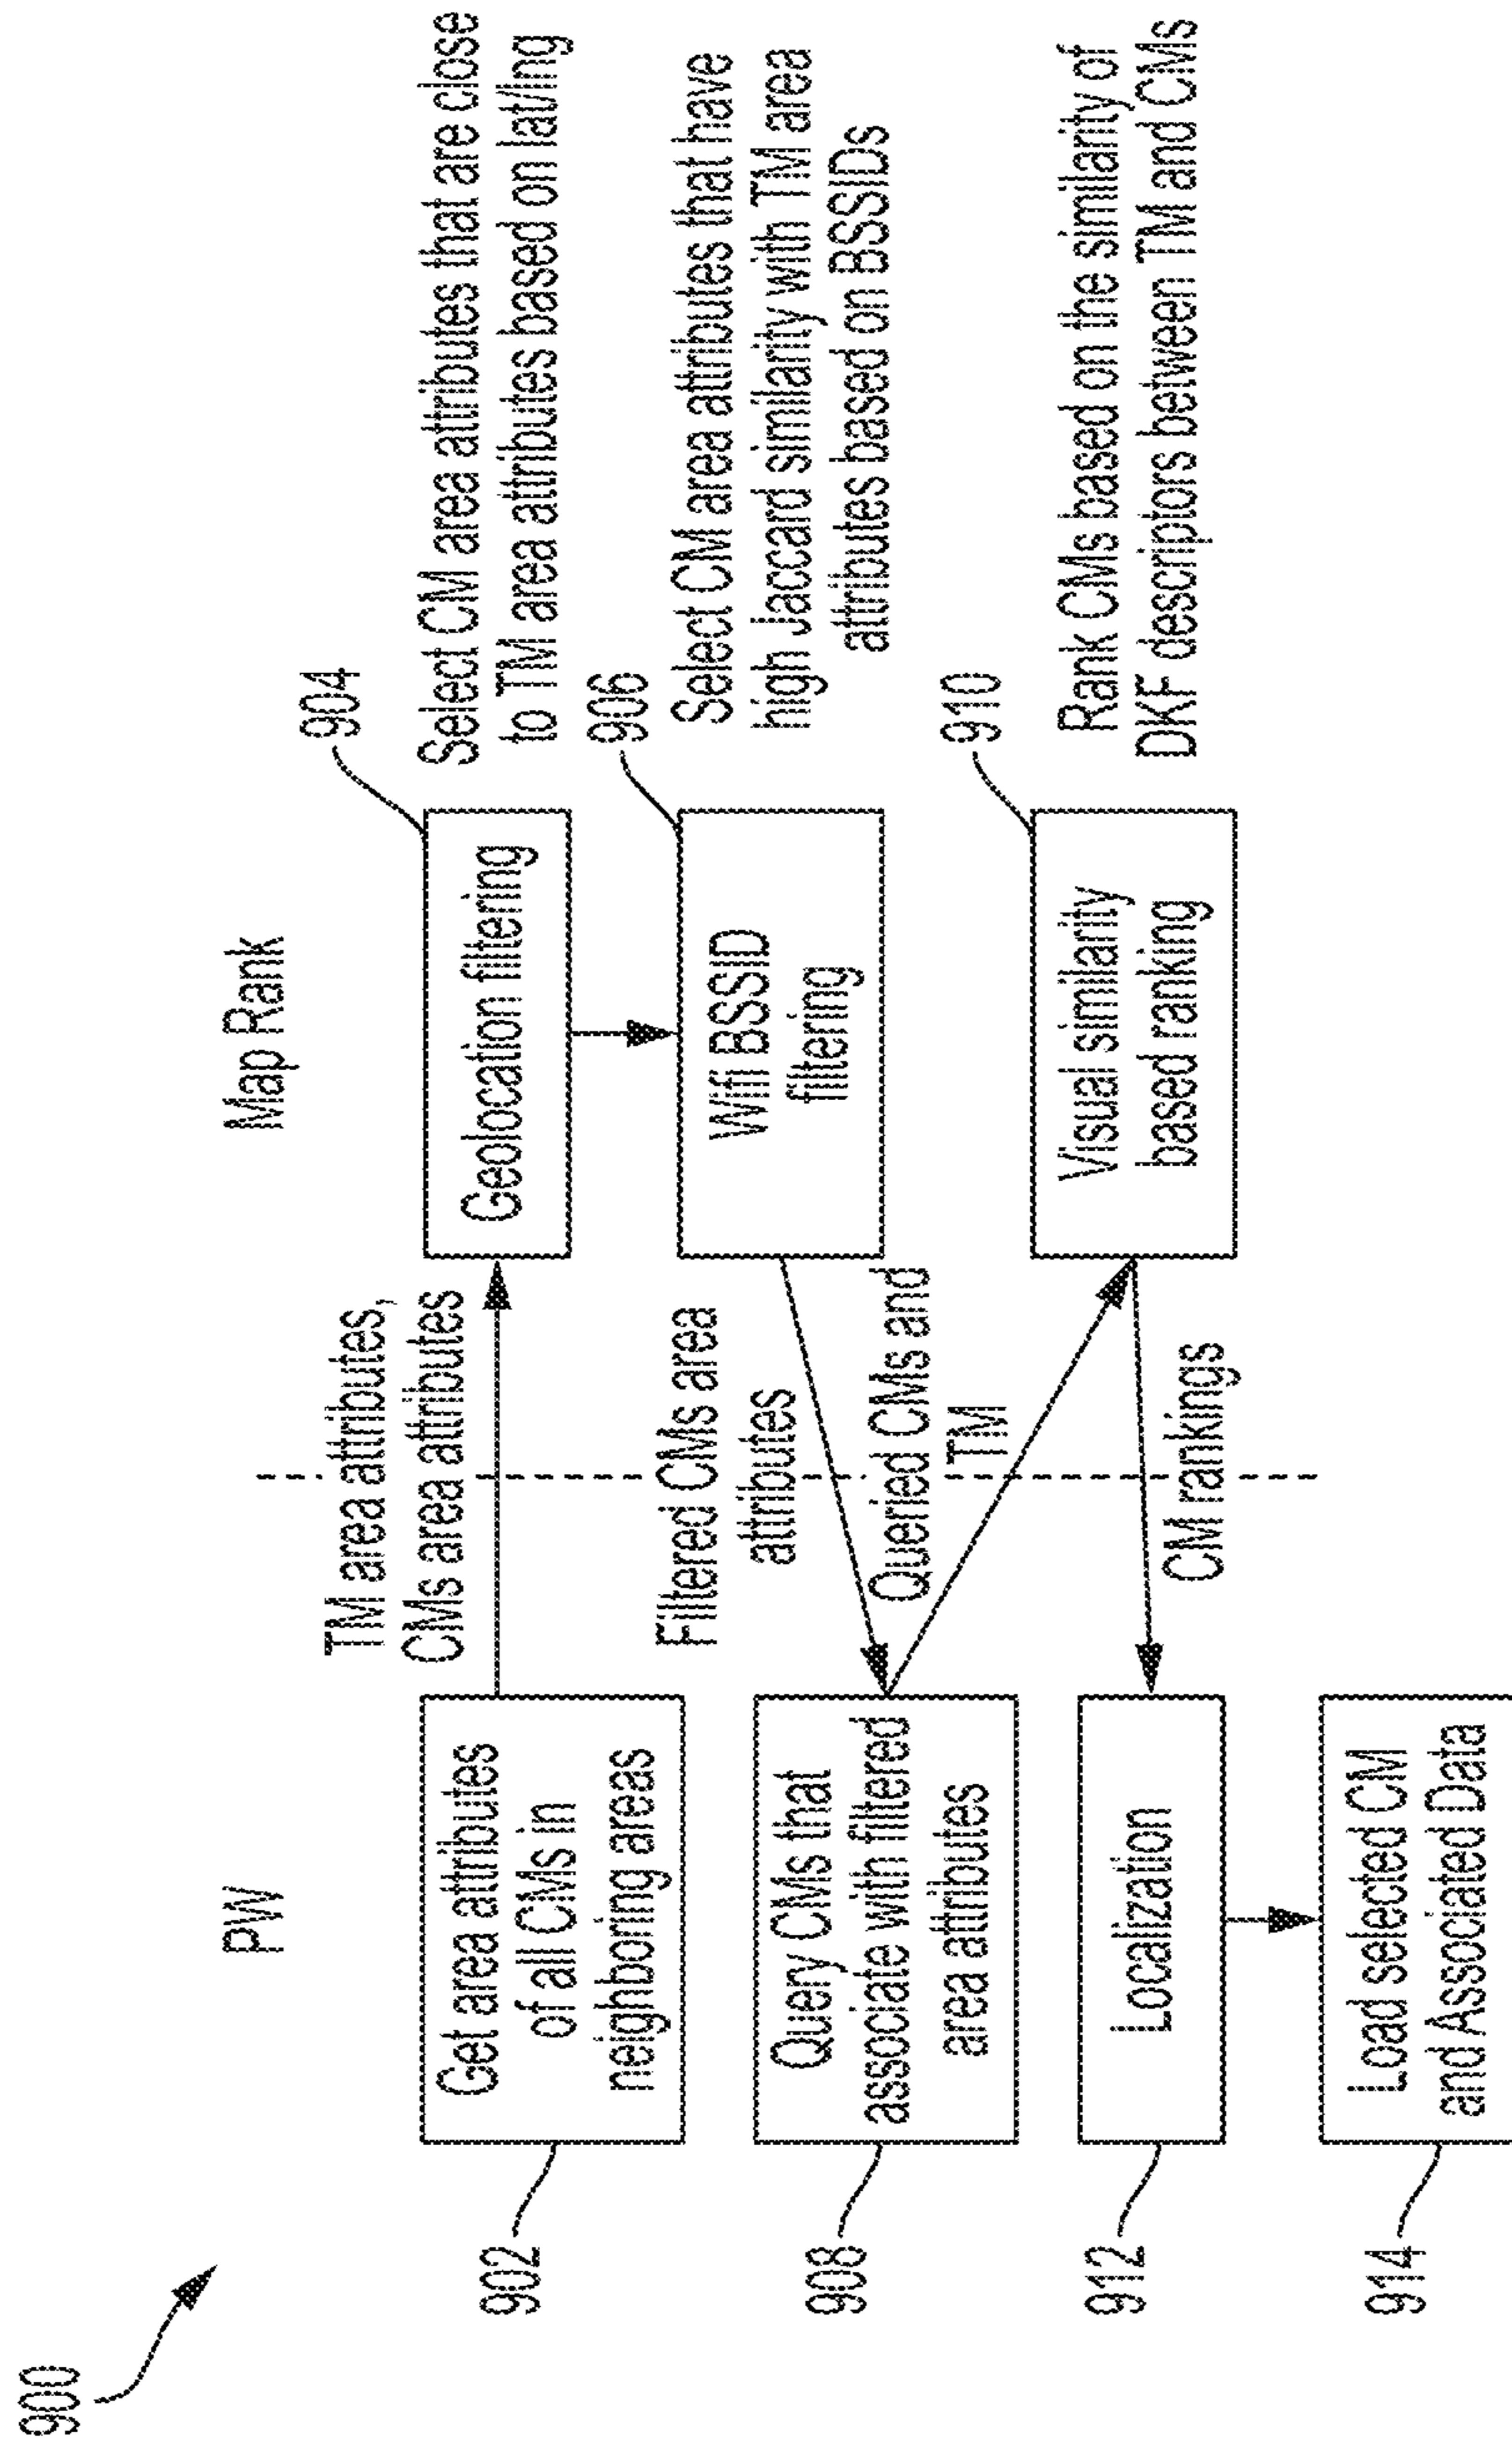 900
PW
Map Rank
902
Get area attributes
of all CMs in
neighboring areas
TM area attributes,
CMs area attributes
904
Geolocation filtering
Select CM area attributes that are close
to TM area attributes based on lat/lng
906
Wifi BSSID
filtering
Select CM area attributes that have
high Jaccard similarity with TM area
attributes based on BSSIDs
Filtered CMs area
attributes
908
Query CMs that
associate with filtered
area attributes
Queried CMs and
TM
910
Visual similarity
based ranking
Rank CMs based on the similarity of
DKF descriptors between TM and CMs
CM rankings
912
Localization
914
Load selected CM
and Associated Data